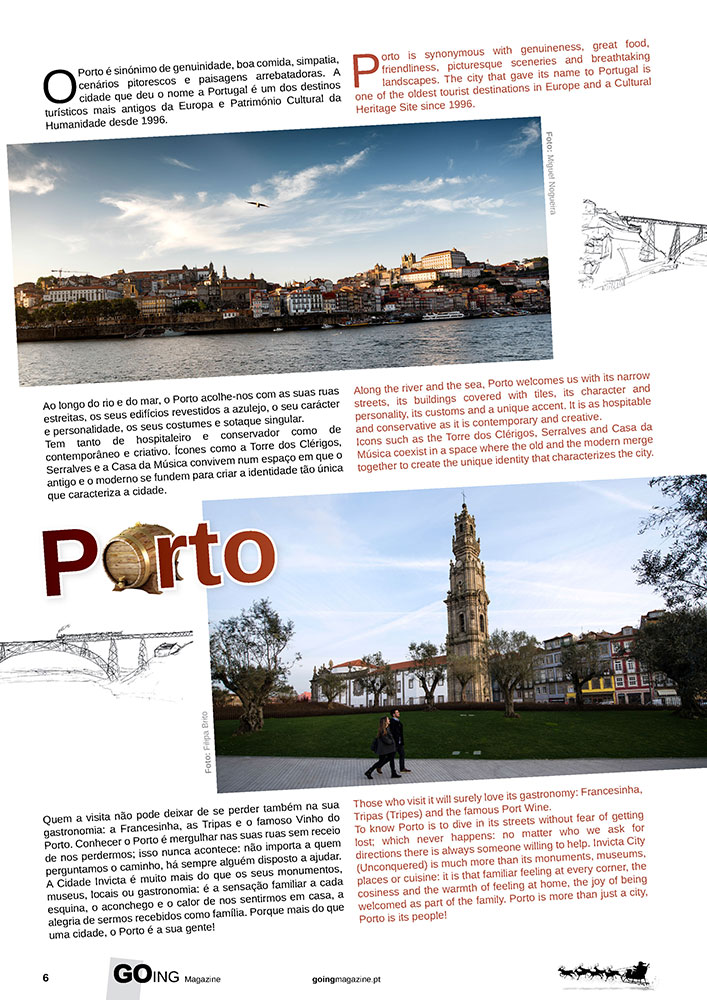 O Porto é sinónimo de genuinidade, boa comida, simpatia,
cenários pitorescos e paisagens arrebatadoras. A
cidade que deu o nome a Portugal é um dos destinos
turísticos mais antigos da Europa e Património Cultural da
Humanidade desde 1996.
Porto is synonymous with genuineness, great food,
friendliness, picturesque sceneries and breathtaking
landscapes. The city that gave its name to Portugal is
one of the oldest tourist destinations in Europe and a Cultural
Heritage Site since 1996.
Foto: Miguel Nogueira
Ao longo do rio e do mar, o Porto acolhe-nos com as suas ruas
estreitas, os seus edifícios revestidos a azulejo, o seu carácter
e personalidade, os seus costumes e sotaque singular.
Tem tanto de hospitaleiro e conservador como de
contemporâneo e criativo. Ícones como a Torre dos Clérigos,
Serralves e a Casa da Música convivem num espaço em que o
antigo e o moderno se fundem para criar a identidade tão única
que caracteriza a cidade.
Along the river and the sea, Porto welcomes us with its narrow
streets, its buildings covered with tiles, its character and
personality, its customs and a unique accent. It is as hospitable
and conservative as it is contemporary and creative.
Icons such as the Torre dos Clérigos, Serralves and Casa da
Música coexist in a space where the old and the modern merge
together to create the unique identity that characterizes the city.
Porto
Foto: Filipa Brito
Quem a visita não pode deixar de se perder também na sua
gastronomia: a Francesinha, as Tripas e o famoso Vinho do
Porto. Conhecer o Porto é mergulhar nas suas ruas sem receio
de nos perdermos; isso nunca acontece: não importa a quem
perguntamos o caminho, há sempre alguém disposto a ajudar.
A Cidade Invicta é muito mais do que os seus monumentos,
museus, locais ou gastronomia: é a sensação familiar a cada
esquina, o aconchego e o calor de nos sentirmos em casa, a
alegria de sermos recebidos como família. Porque mais do que
uma cidade, o Porto é a sua gente!
Those who visit it will surely love its gastronomy: Francesinha,
Tripas (Tripes) and the famous Port Wine.
To know Porto is to dive in its streets without fear of getting
lost; which never happens: no matter who we ask for
directions there is always someone willing to help. Invicta City
(Unconquered) is much more than its monuments, museums,
places or cuisine: it is that familiar feeling at every corner, the
cosiness and the warmth of feeling at home, the joy of being
welcomed as part of the family. Porto is more than just a city,
Porto is its people!
6
GOING Magazine
goingmagazine.pt